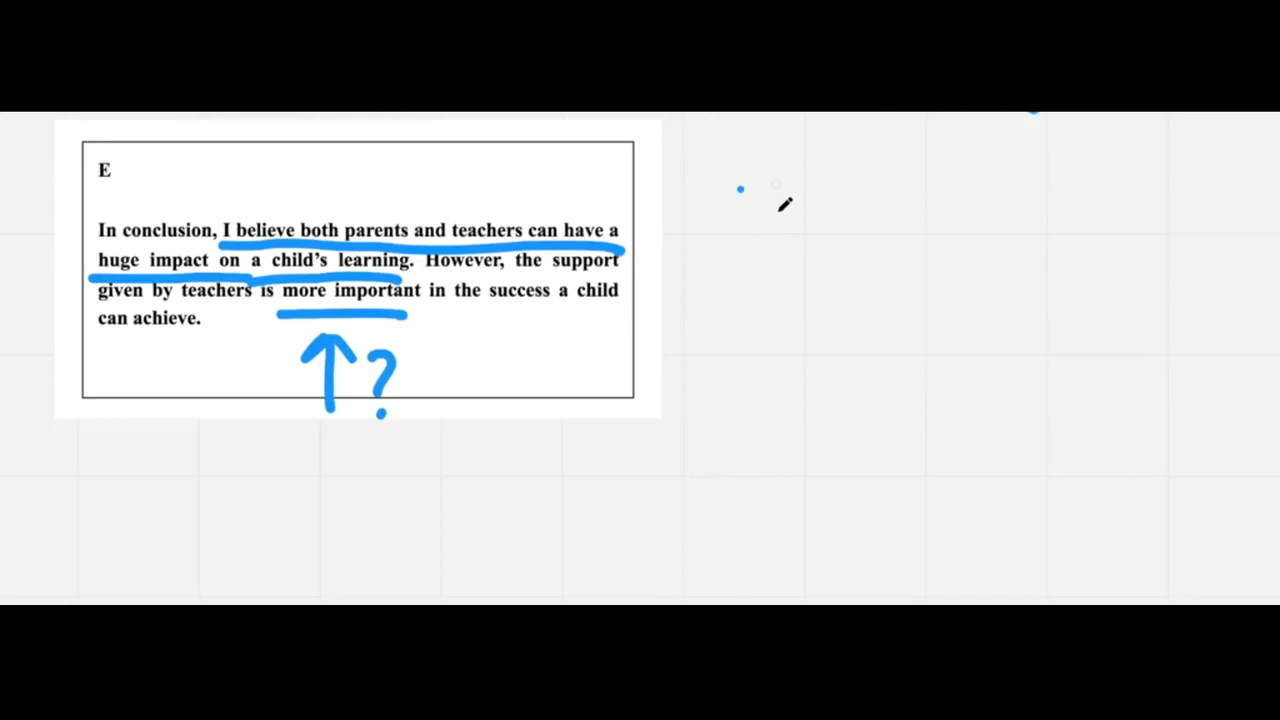 E
In conclusion, I believe both parents and teachers can have a
huge impact on a child's learning. However, the support
given by teachers is more important in the success a child
can achieve.
?